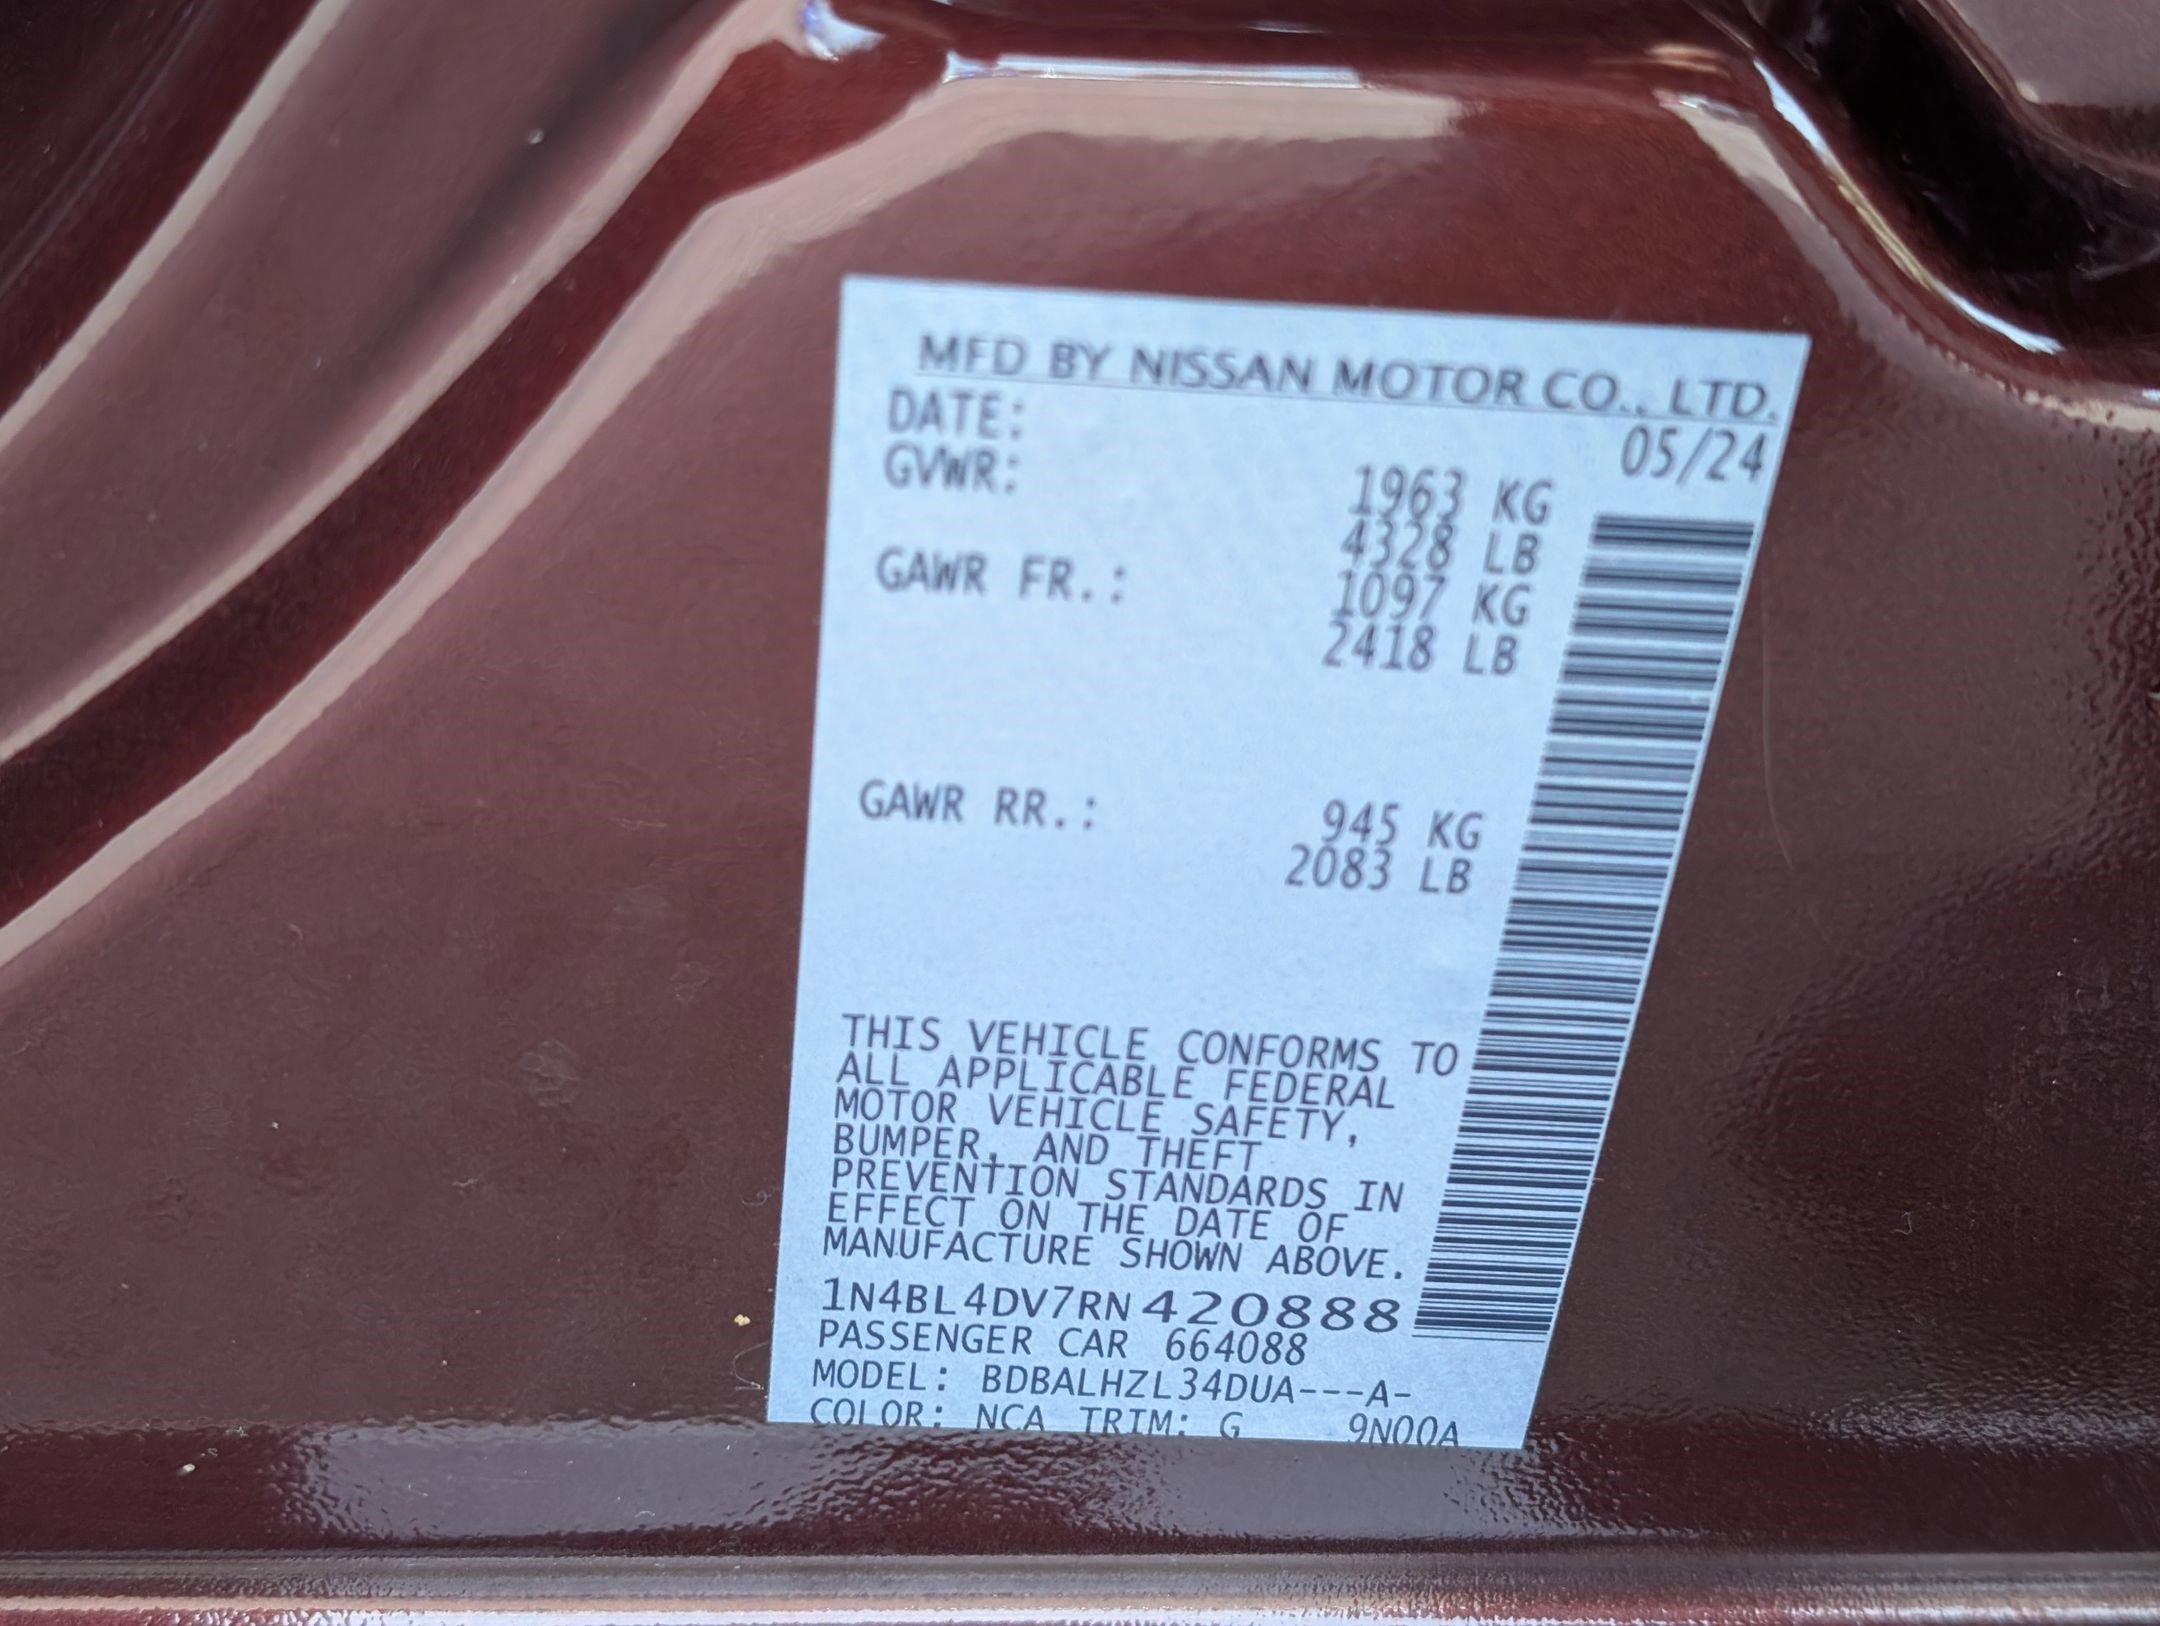 MFD BY NISSAN MOTOR CO., LTD.
DATE: 05/24
GVWR: 1963 KG
4328 LB
GAWR FR.: 1097 KG
2418 LB
GAWR RR.: 945 KG
2083 LB
THIS VEHICLE CONFORMS TO
ALL APPLICABLE FEDERAL
MOTOR VEHICLE SAFETY,
BUMPER, AND THEFT
PREVENTION STANDARDS IN
EFFECT ON THE DATE OF
MANUFACTURE SHOWN ABOVE.
1N4BL4DV7RN420888
PASSENGER CAR 664088
MODEL: BDBALHZL34DUA---A-
COLOR: NCA TRIM: G 9N00A